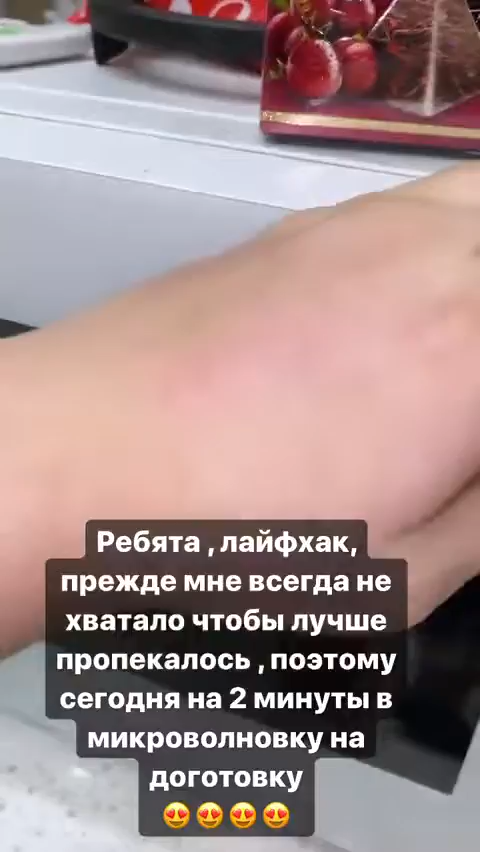 Ребята , лайфхак,
прежде мне всегда не
хватало чтобы лучше
пропекалось , поэтому
сегодня на 2 минуты в
микроволновку на
доготовку
😍😍😍😍